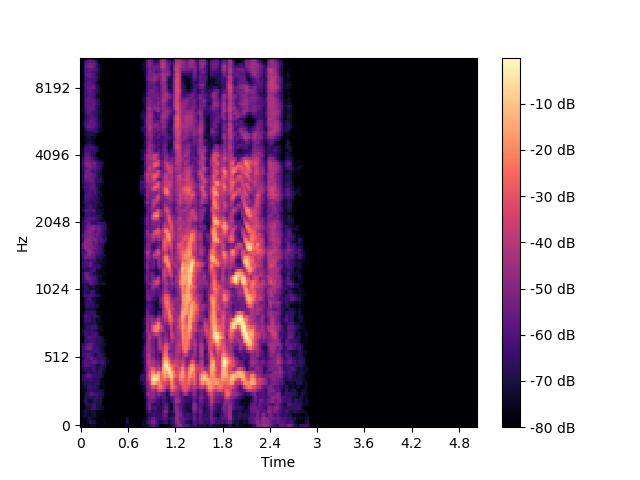 8192
4096
2048
1024
512
0
Hz
0 0.6 1.2 1.8 2.4 3 3.6 4.2 4.8
Time
-10 dB
-20 dB
-30 dB
-40 dB
-50 dB
-60 dB
-70 dB
-80 dB